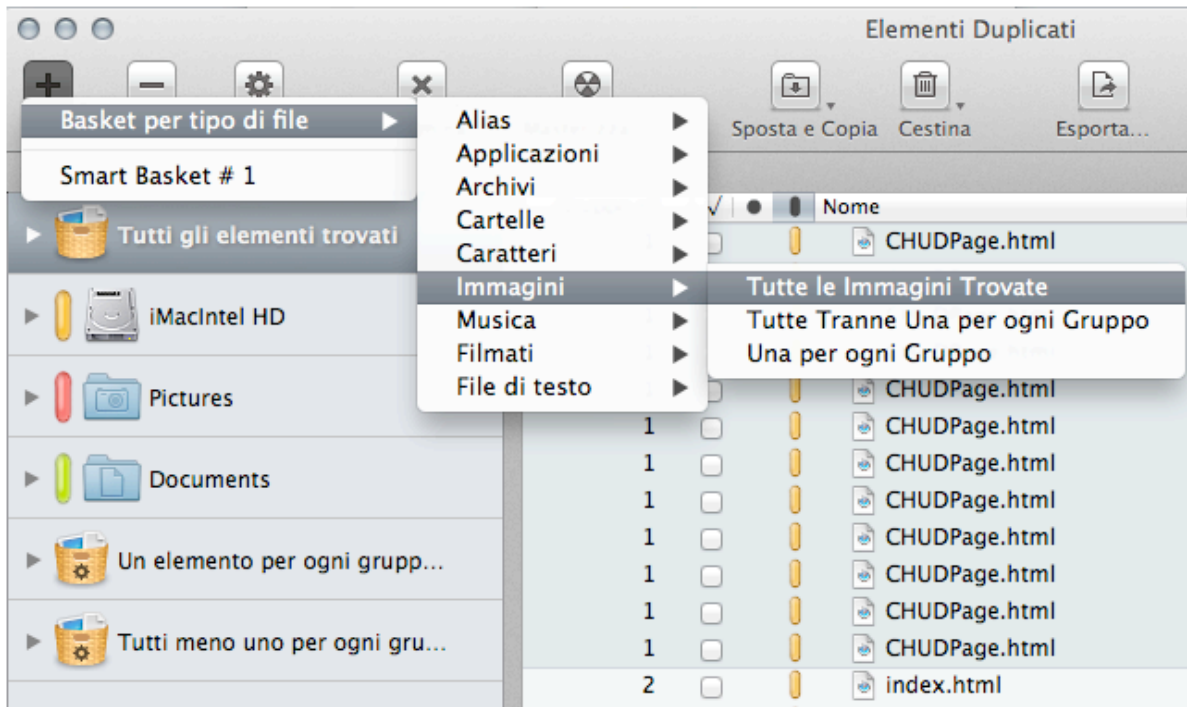 Elementi Duplicati
Sposta e Copia
Cestina
Esporta...
Basket per tipo di file
Smart Basket # 1
Alias
Applicazioni
Archivi
Cartelle
Caratteri
Immagini
Musica
Filmati
File di testo
Tutte le Immagini Trovate
Tutte Tranne Una per ogni Gruppo
Una per ogni Gruppo
Tutti gli elementi trovati
iMacIntel HD
Pictures
Documents
Un elemento per ogni grupp...
Tutti meno uno per ogni gru...
√ Nome
CHUDPage.html
CHUDPage.html
1 CHUDPage.html
1 CHUDPage.html
1 CHUDPage.html
1 CHUDPage.html
1 CHUDPage.html
1 CHUDPage.html
1 CHUDPage.html
2 index.html